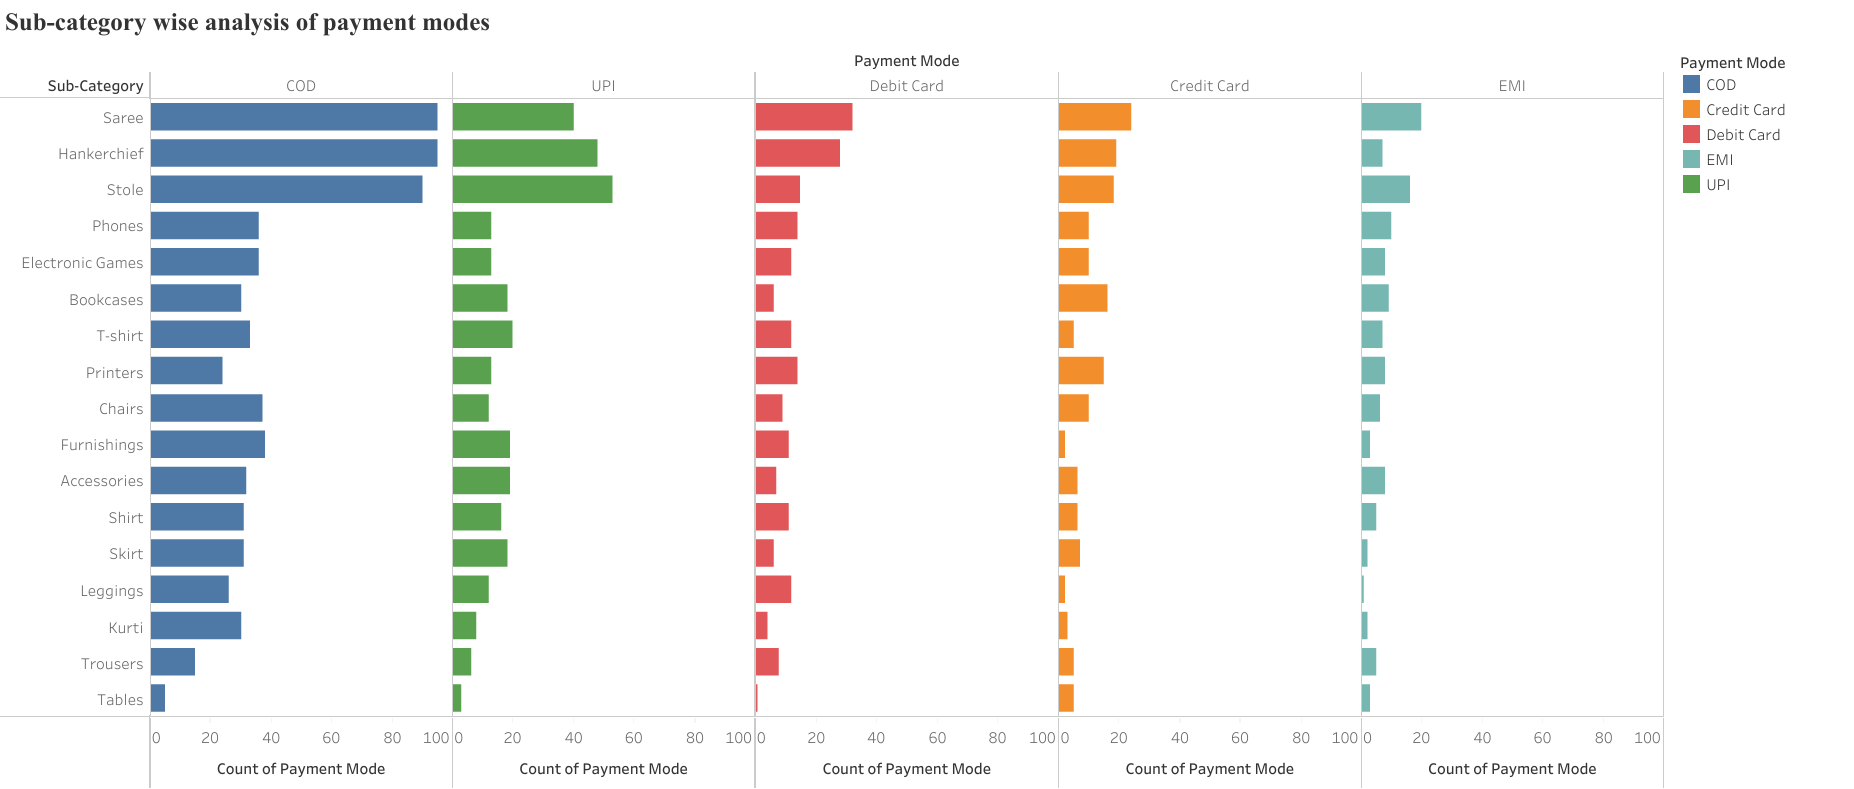 Sub-category wise analysis of payment modes
Payment Mode
Sub-Category COD UPI Debit Card Credit Card EMI
Saree
Hankerchief
Stole
Phones
Electronic Games
Bookcases
T-shirt
Printers
Chairs
Furnishings
Accessories
Shirt
Skirt
Leggings
Kurti
Trousers
Tables
0 20 40 60 80 100 0 20 40 60 80 100 0 20 40 60 80 100 0 20 40 60 80 100 0 20 40 60 80 100
Count of Payment Mode Count of Payment Mode Count of Payment Mode Count of Payment Mode Count of Payment Mode
Payment Mode
COD
Credit Card
Debit Card
EMI
UPI